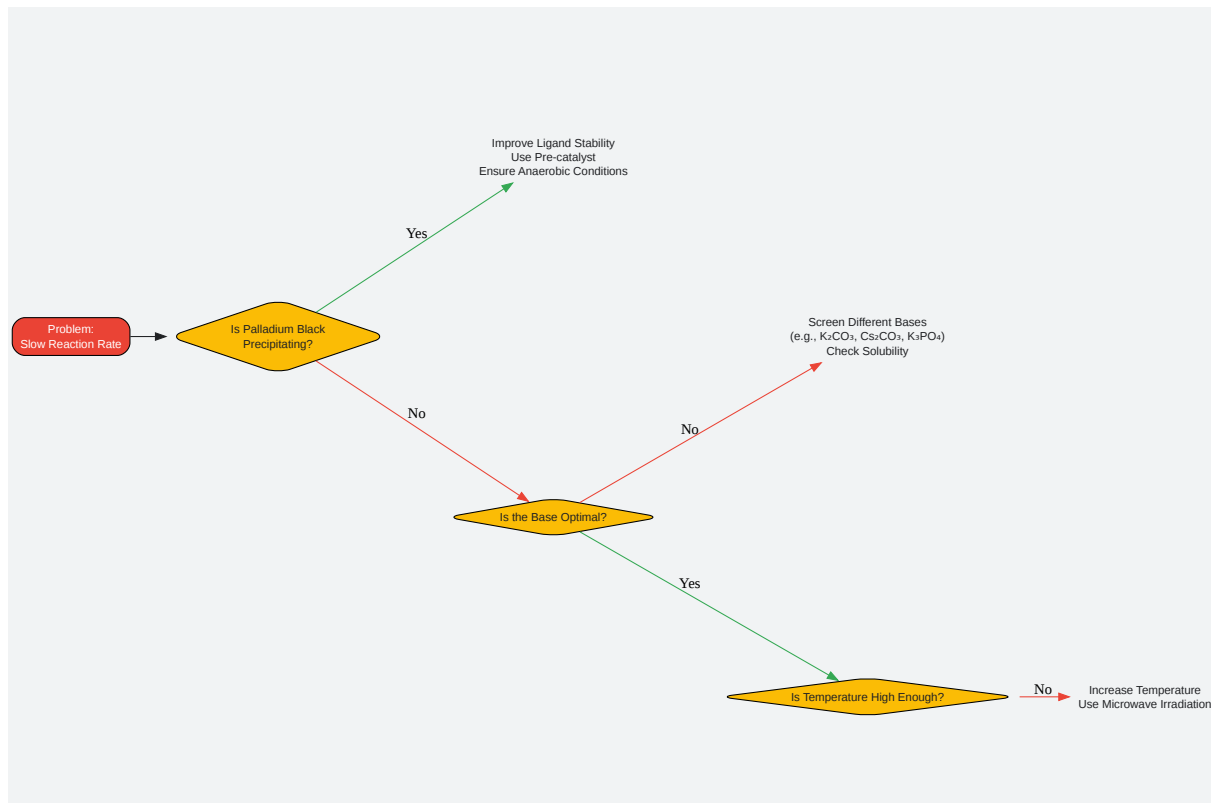 Problem:
Slow Reaction Rate
Is Palladium Black
Precipitating?
Yes
Improve Ligand Stability
Use Pre-catalyst
Ensure Anaerobic Conditions
No
Is the Base Optimal?
No
Screen Different Bases
(e.g., K₂CO₃, Cs₂CO₃, K₃PO₄)
Check Solubility
Yes
Is Temperature High Enough?
No
Increase Temperature
Use Microwave Irradiation